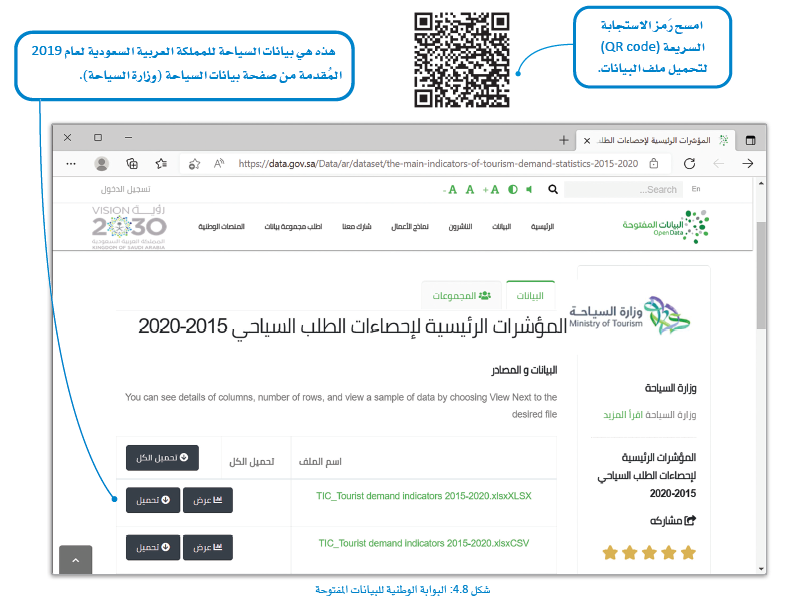 امسح رَمز الاستجابة
السريعة (QR code)
لتحميل ملف البيانات.
هذه هي بيانات السياحة للمملكة العربية السعودية لعام 2019
المُقدمة من صفحة بيانات السياحة (وزارة السياحة).
المؤشرات الرئيسية لإحصاءات الطلب
https://data.gov.sa/Data/ar/dataset/the-main-indicators-of-tourism-demand-statistics-2015-2020
En
Search...
A+ A A-
تسجيل الدخول
البيانات المفتوحة
Open Data
الرئيسية
البيانات
الناشرون
نماذج الأعمال
شارك معنا
اطلب مجموعة بيانات
المنصات الوطنية
VISION رؤيـــة
2030
المملكة العربية السعودية
KINGDOM OF SAUDI ARABIA
وزارة السياحـة
Ministry of Tourism
وزارة السياحة
وزارة السياحة اقرأ المزيد
المؤشرات الرئيسية
لإحصاءات الطلب السياحي
2015-2020
مشاركه
البيانات
المجموعات
المؤشرات الرئيسية لإحصاءات الطلب السياحي 2015-2020
البيانات و المصادر
You can see details of columns, number of rows, and view a sample of data by choosing View Next to the
desired file
اسم الملف
تحميل الكل
تحميل الكل
TIC_Tourist demand indicators 2015-2020.xlsxXLSX
عرض
تحميل
TIC_Tourist demand indicators 2015-2020.xlsxCSV
عرض
تحميل
شكل 4.8: البوابة الوطنية للبيانات المفتوحة